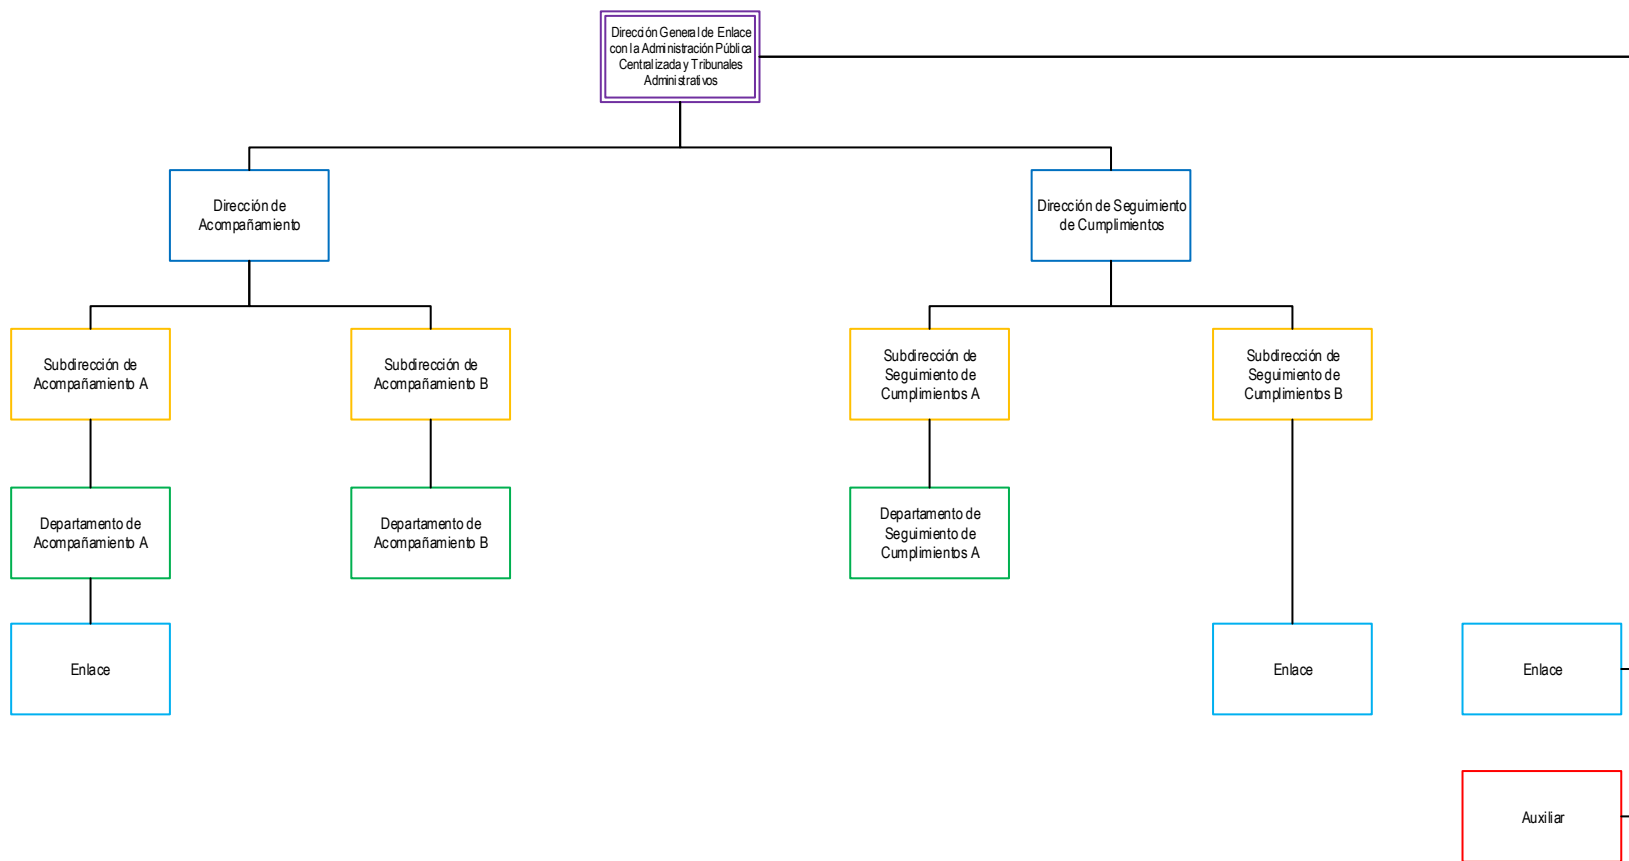 Dirección General de Enlace
con la Administración Pública
Centralizada y Tribunales
Administrativos
Dirección de
Acompañamiento
Dirección de Seguimiento
de Cumplimientos
Subdirección de
Acompañamiento A
Subdirección de
Acompañamiento B
Subdirección de
Seguimiento de
Cumplimientos A
Subdirección de
Seguimiento de
Cumplimientos B
Departamento de
Acompañamiento A
Departamento de
Acompañamiento B
Departamento de
Seguimiento de
Cumplimientos A
Enlace
Enlace
Enlace
Auxiliar